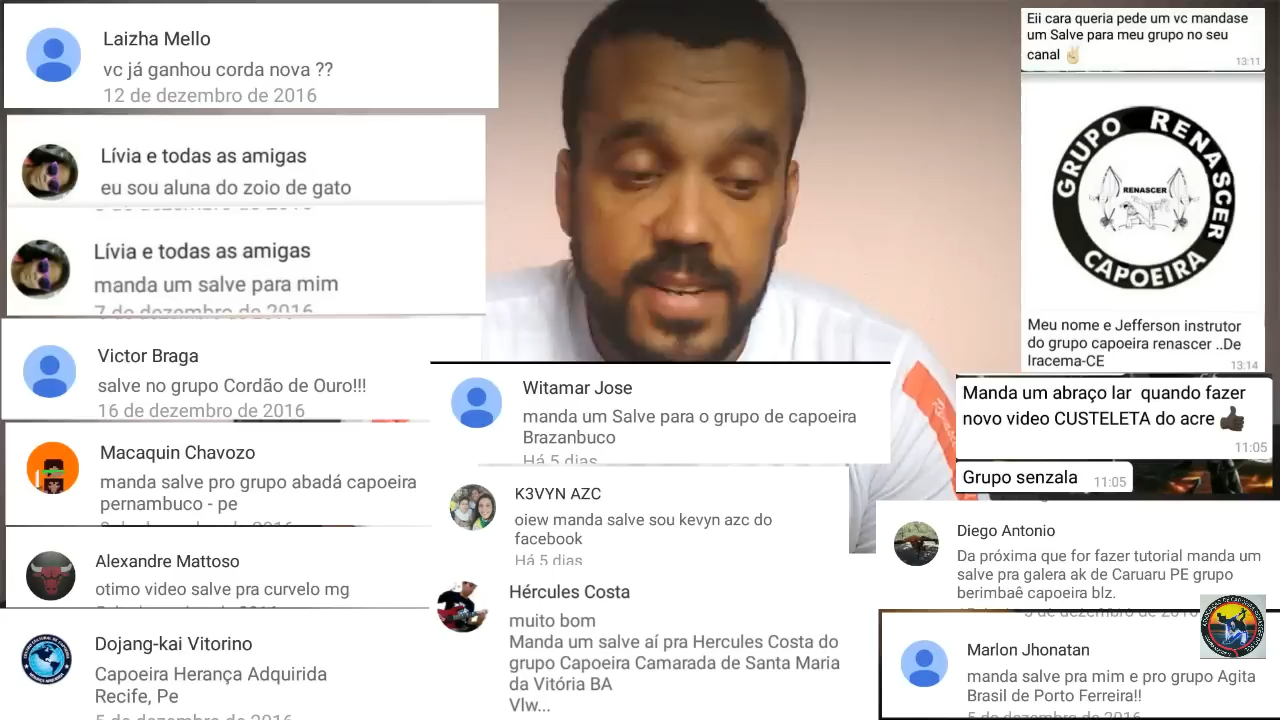 Laizha Mello
vc já ganhou corda nova ??
12 de dezembro de 2016
Lívia e todas as amigas
eu sou aluna do zoio de gato
Lívia e todas as amigas
manda um salve para mim
7 de dezembro de 2016
Victor Braga
salve no grupo Cordão de Ouro!!!
16 de dezembro de 2016
Macaquin Chavozo
manda salve pro grupo abadá capoeira
pernambuco - pe
Alexandre Mattoso
otimo video salve pra curvelo mg
Dojang-kai Vitorino
Capoeira Herança Adquirida
Recife, Pe
5 de dezembro de 2016
Witamar Jose
manda um Salve para o grupo de capoeira
Brazanbuco
Há 5 dias
K3VYN AZC
oiew manda salve sou kevyn azc do
facebook
Há 5 dias
Hércules Costa
muito bom
Manda um salve aí pra Hercules Costa do
grupo Capoeira Camarada de Santa Maria
da Vitória BA
Vlw...
Eii cara queria pede um vc mandase
um Salve para meu grupo no seu
canal ✌🏻
13:11
GRUPO RENASCER
RENASCER
CAPOEIRA
Meu nome e Jefferson instrutor
do grupo capoeira renascer ..De
Iracema-CE
13:14
Manda um abraço lar quando fazer
novo video CUSTELETA do acre 👍🏿
11:05
Grupo senzala
11:05
Diego Antonio
Da próxima que for fazer tutorial manda um
salve pra galera ak de Caruaru PE grupo
berimbaê capoeira blz.
Marlon Jhonatan
manda salve pra mim e pro grupo Agita
Brasil de Porto Ferreira!!
5 de dezembro de 2016